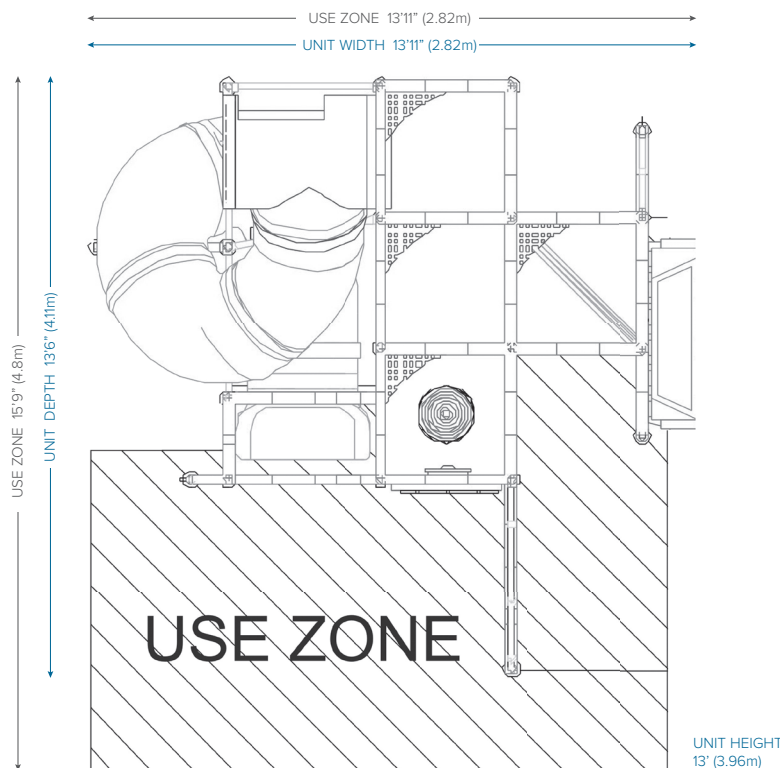 USE ZONE 13'11" (2.82m)
UNIT WIDTH 13'11" (2.82m)
USE ZONE 15'9" (4.8m)
UNIT DEPTH 13'6" (4.11m)
USE ZONE
UNIT HEIGHT
13' (3.96m)